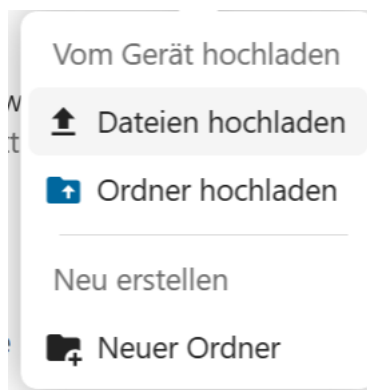 Vom Gerät hochladen
Dateien hochladen
Ordner hochladen
Neu erstellen
Neuer Ordner